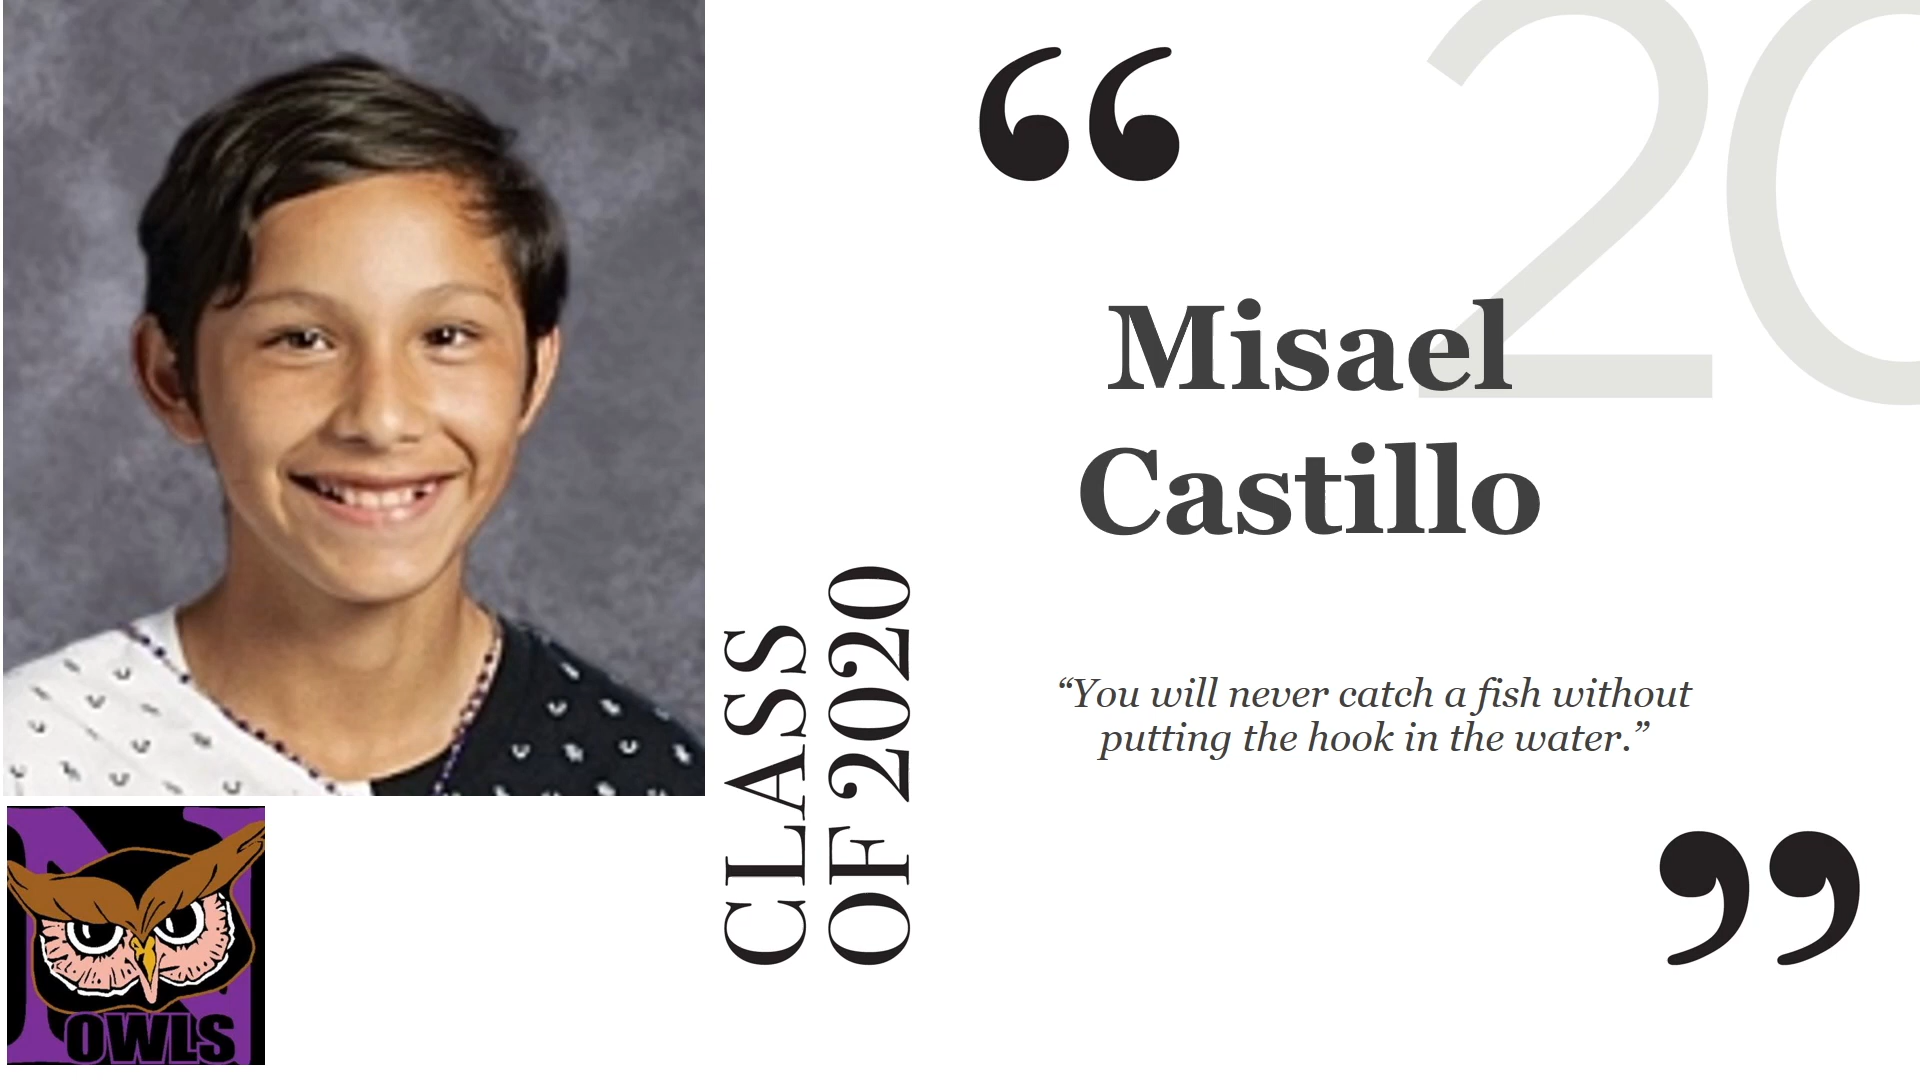 20
“
Misael
Castillo
CLASS
OF 2020
“You will never catch a fish without
putting the hook in the water.”
”
OWLS